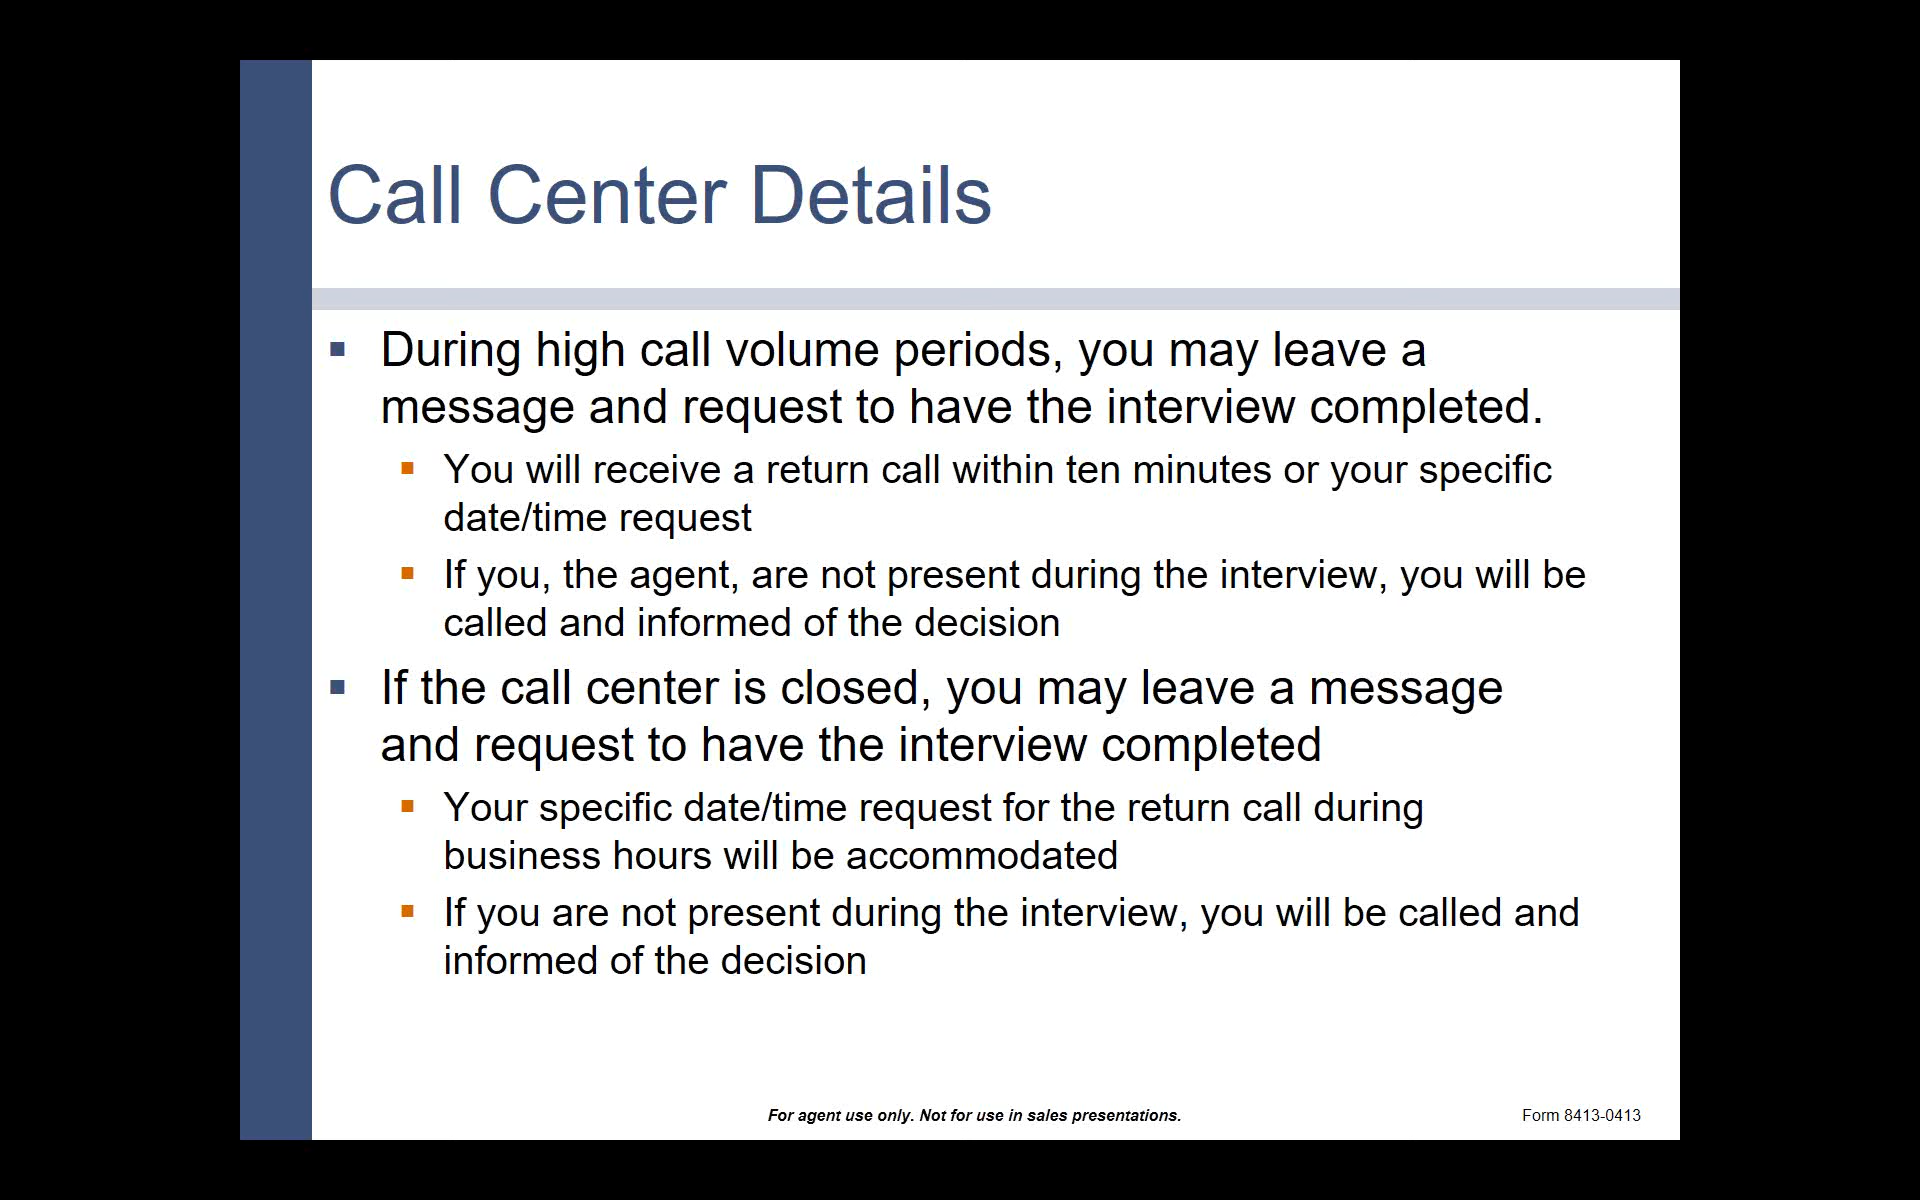 Call Center Details
During high call volume periods, you may leave a
message and request to have the interview completed.
You will receive a return call within ten minutes or your specific
date/time request
If you, the agent, are not present during the interview, you will be
called and informed of the decision
If the call center is closed, you may leave a message
and request to have the interview completed
Your specific date/time request for the return call during
business hours will be accommodated
If you are not present during the interview, you will be called and
informed of the decision
For agent use only. Not for use in sales presentations.
Form 8413-0413